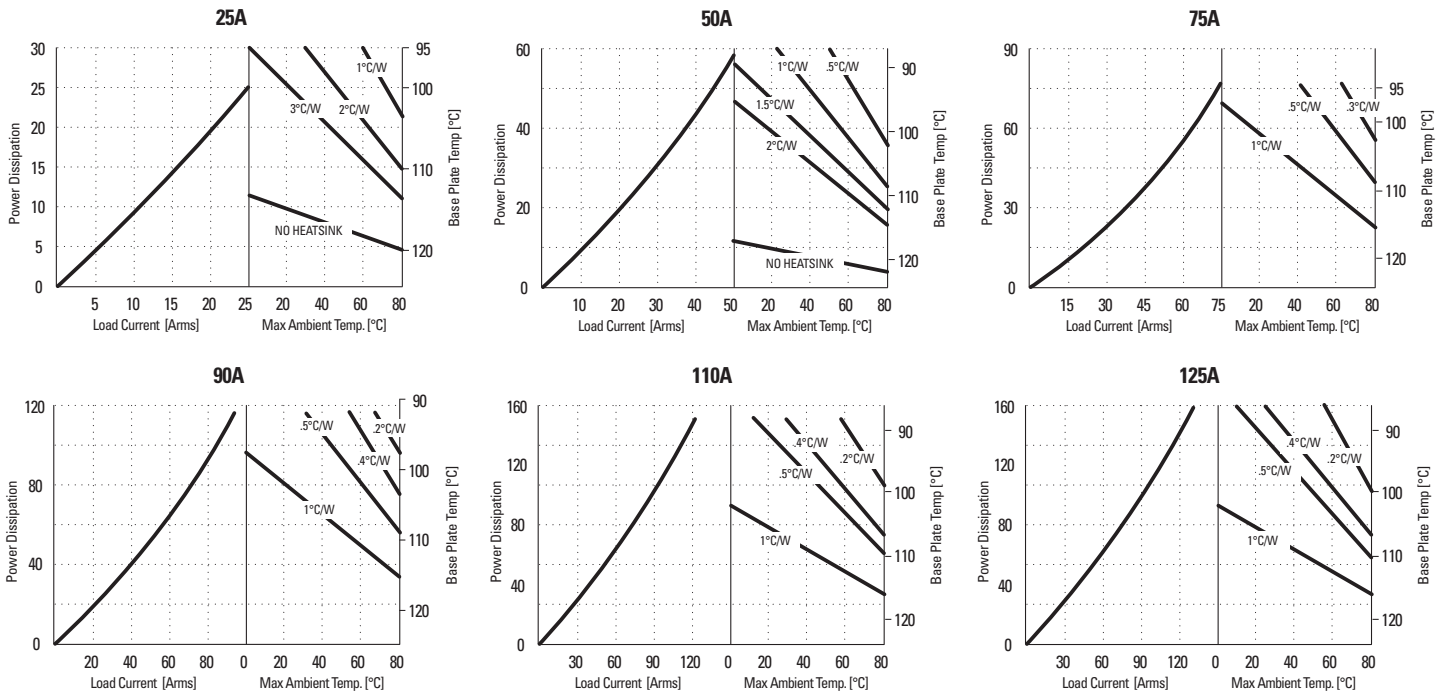 25A
30
25
20
15
10
5
0
Power Dissipation
5 10 15 20 25 20 40 60 80
Load Current [Arms] Max Ambient Temp. [°C]
1°C/W
2°C/W
3°C/W
NO HEATSINK
95
100
110
120
Base Plate Temp [°C]
50A
60
40
20
0
Power Dissipation
10 20 30 40 50 20 40 60 80
Load Current [Arms] Max Ambient Temp. [°C]
1°C/W
.5°C/W
1.5°C/W
2°C/W
NO HEATSINK
90
100
110
120
Base Plate Temp [°C]
75A
90
60
30
0
Power Dissipation
15 30 45 60 75 20 40 60 80
Load Current [Arms] Max Ambient Temp. [°C]
.5°C/W
.3°C/W
1°C/W
95
100
110
120
Base Plate Temp [°C]
90A
120
80
40
0
Power Dissipation
20 40 60 80 0 20 40 60 80
Load Current [Arms] Max Ambient Temp. [°C]
.5°C/W
.2°C/W
.4°C/W
1°C/W
90
100
110
120
Base Plate Temp [°C]
110A
160
120
80
40
0
Power Dissipation
30 60 90 120 0 20 40 60 80
Load Current [Arms] Max Ambient Temp. [°C]
.4°C/W
.2°C/W
.5°C/W
1°C/W
90
100
110
120
Base Plate Temp [°C]
125A
160
120
80
40
0
Power Dissipation
30 60 90 120 0 20 40 60 80
Load Current [Arms] Max Ambient Temp. [°C]
.4°C/W
.2°C/W
.5°C/W
1°C/W
90
100
110
120
Base Plate Temp [°C]